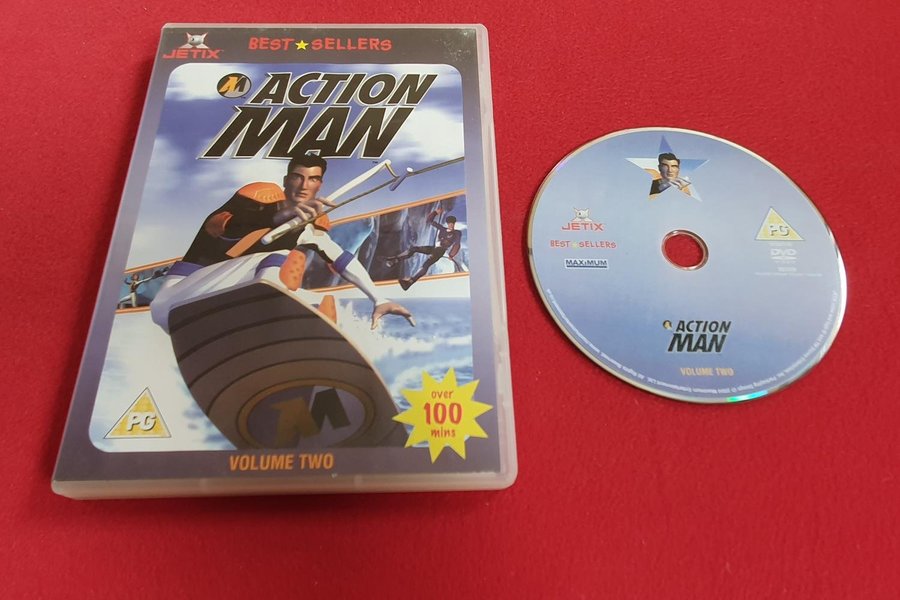 JETIX
BEST★SELLERS
AM
ACTION
MAN
over
100
mins
PG
VOLUME TWO
JETIX
BEST★SELLERS
MAXIMUM
PG
DVD
ACTION
MAN
VOLUME TWO